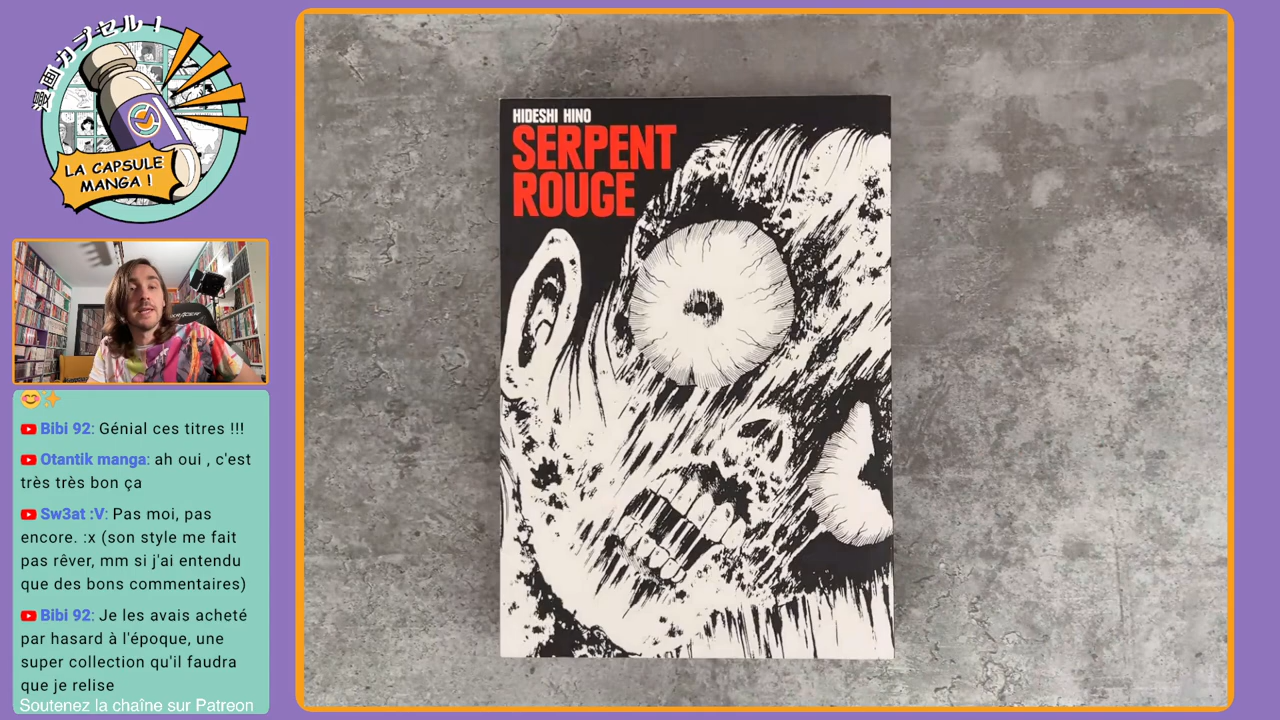 漫画カプセル！
LA CAPSULE
MANGA !
HIDESHI HINO
SERPENT
ROUGE
Bibi 92: Génial ces titres !!!
Otantik manga: ah oui , c'est
très très bon ça
Sw3at :V: Pas moi, pas
encore. :x (son style me fait
pas rêver, mm si j'ai entendu
que des bons commentaires)
Bibi 92: Je les avais acheté
par hasard à l'époque, une
super collection qu'il faudra
que je relise
Soutenez la chaîne sur Patreon